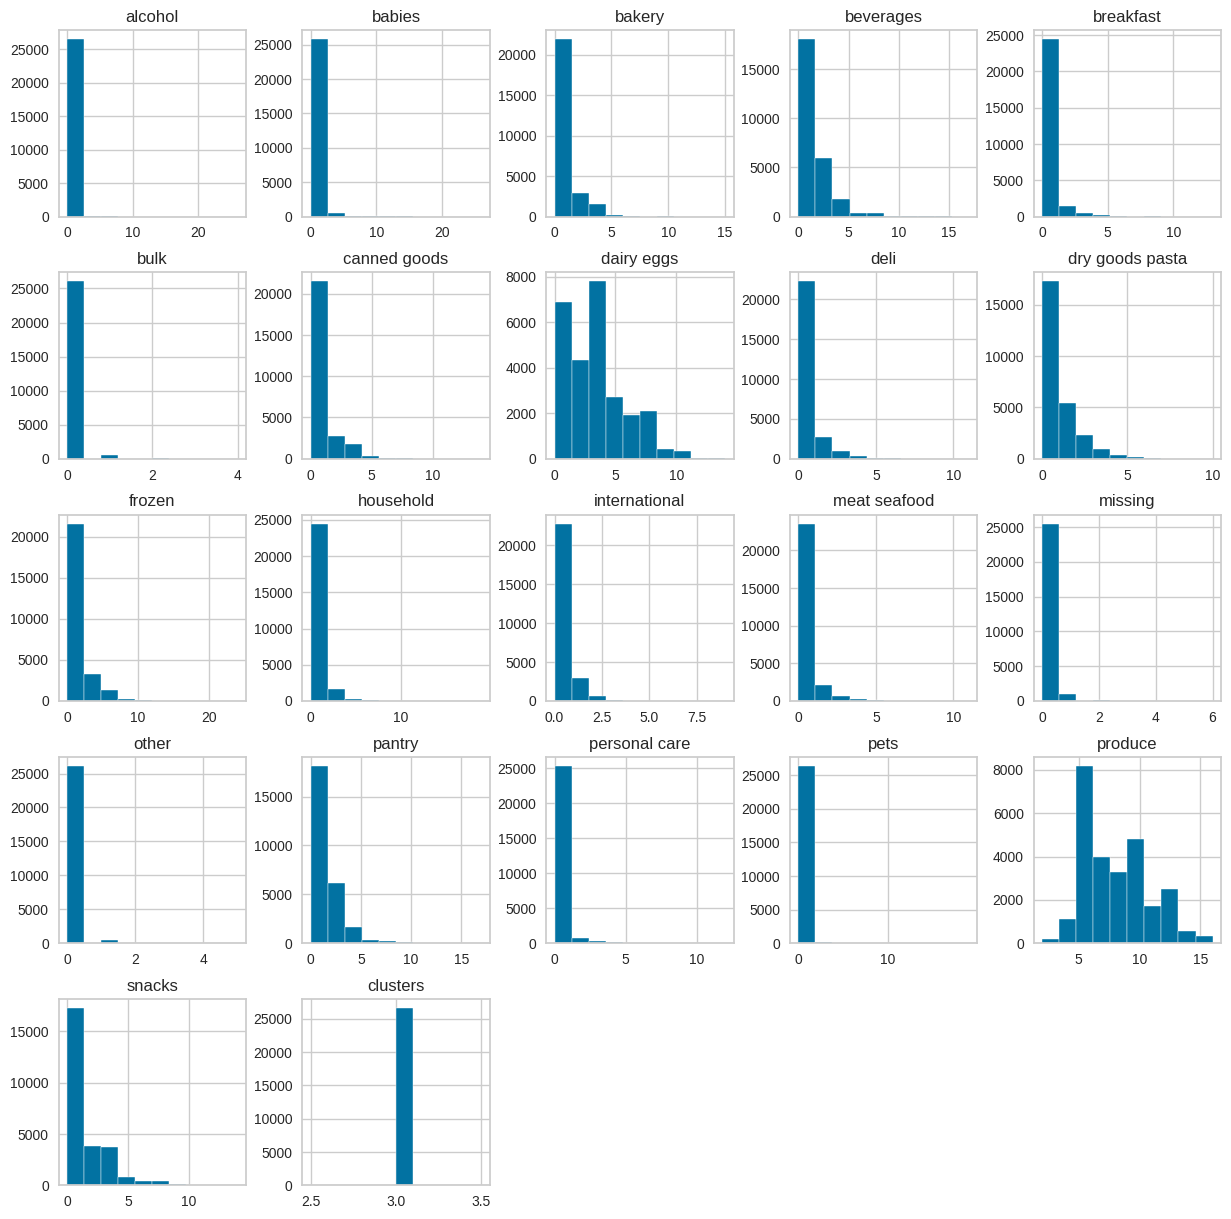 alcohol babies bakery beverages breakfast
25000 20000 15000 10000 5000 0 0 10 20
25000 20000 15000 10000 5000 0 0 10 20
20000 15000 10000 5000 0 0 5 10 15
15000 10000 5000 0 0 5 10 15
25000 20000 15000 10000 5000 0 0 5 10
bulk canned goods dairy eggs deli dry goods pasta
25000 20000 15000 10000 5000 0 0 2 4
20000 15000 10000 5000 0 0 5 10
8000 6000 4000 2000 0 0 5 10
20000 15000 10000 5000 0 0 5 10
15000 10000 5000 0 0 5 10
frozen household international meat seafood missing
20000 15000 10000 5000 0 0 10 20
25000 20000 15000 10000 5000 0 0 10
20000 15000 10000 5000 0 0.0 2.5 5.0 7.5
20000 15000 10000 5000 0 0 5 10
25000 20000 15000 10000 5000 0 0 2 4 6
other pantry personal care pets produce
25000 20000 15000 10000 5000 0 0 2 4
15000 10000 5000 0 0 5 10 15
25000 20000 15000 10000 5000 0 0 5 10
25000 20000 15000 10000 5000 0 0 10
8000 6000 4000 2000 0 5 10 15
snacks clusters
15000 10000 5000 0 0 5 10
25000 20000 15000 10000 5000 0 2.5 3.0 3.5